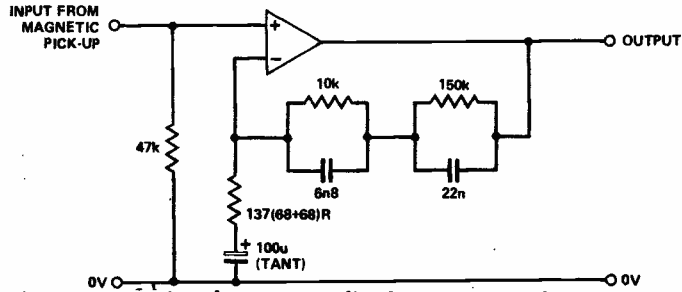 INPUT FROM
MAGNETIC
PICK-UP
+
−
OUTPUT
10k
150k
47k
6n8
22n
137(68+68)R
+
100u
(TANT)
0V
0V